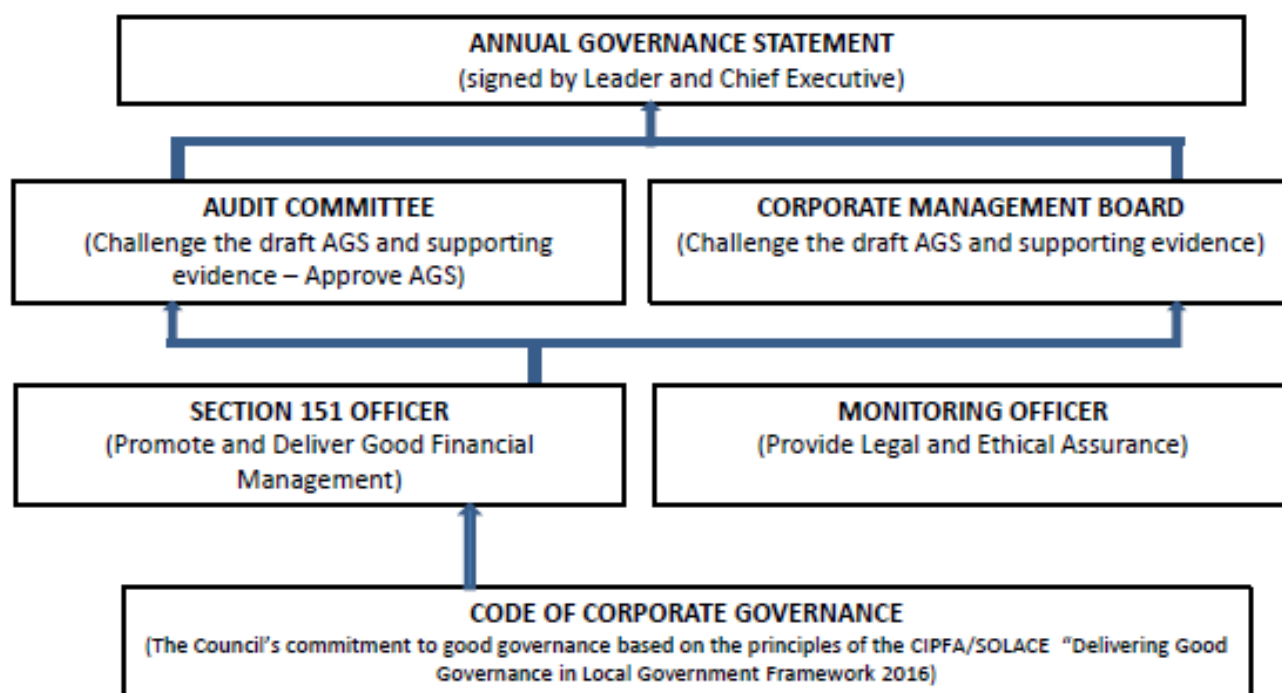 ANNUAL GOVERNANCE STATEMENT
(signed by Leader and Chief Executive)
AUDIT COMMITTEE
(Challenge the draft AGS and supporting
evidence – Approve AGS)
CORPORATE MANAGEMENT BOARD
(Challenge the draft AGS and supporting evidence)
SECTION 151 OFFICER
(Promote and Deliver Good Financial
Management)
MONITORING OFFICER
(Provide Legal and Ethical Assurance)
CODE OF CORPORATE GOVERNANCE
(The Council’s commitment to good governance based on the principles of the CIPFA/SOLACE “Delivering Good
Governance in Local Government Framework 2016)